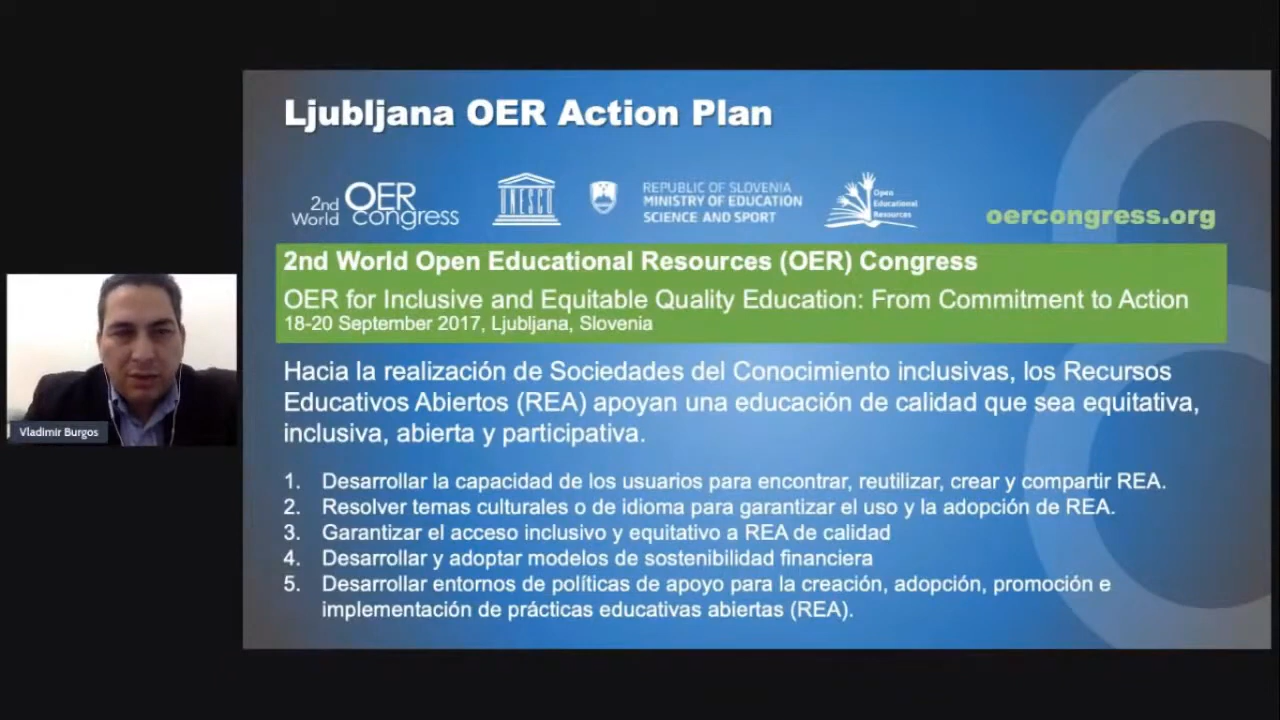 Ljubljana OER Action Plan
2nd World OER congress
UNESCO
REPUBLIC OF SLOVENIA
MINISTRY OF EDUCATION
SCIENCE AND SPORT
Open
Educational
Resources
oercongress.org
2nd World Open Educational Resources (OER) Congress
OER for Inclusive and Equitable Quality Education: From Commitment to Action
18-20 September 2017, Ljubljana, Slovenia
Hacia la realización de Sociedades del Conocimiento inclusivas, los Recursos
Educativos Abiertos (REA) apoyan una educación de calidad que sea equitativa,
inclusiva, abierta y participativa.
1. Desarrollar la capacidad de los usuarios para encontrar, reutilizar, crear y compartir REA.
2. Resolver temas culturales o de idioma para garantizar el uso y la adopción de REA.
3. Garantizar el acceso inclusivo y equitativo a REA de calidad
4. Desarrollar y adoptar modelos de sostenibilidad financiera
5. Desarrollar entornos de políticas de apoyo para la creación, adopción, promoción e
implementación de prácticas educativas abiertas (REA).
Vladimir Burgos